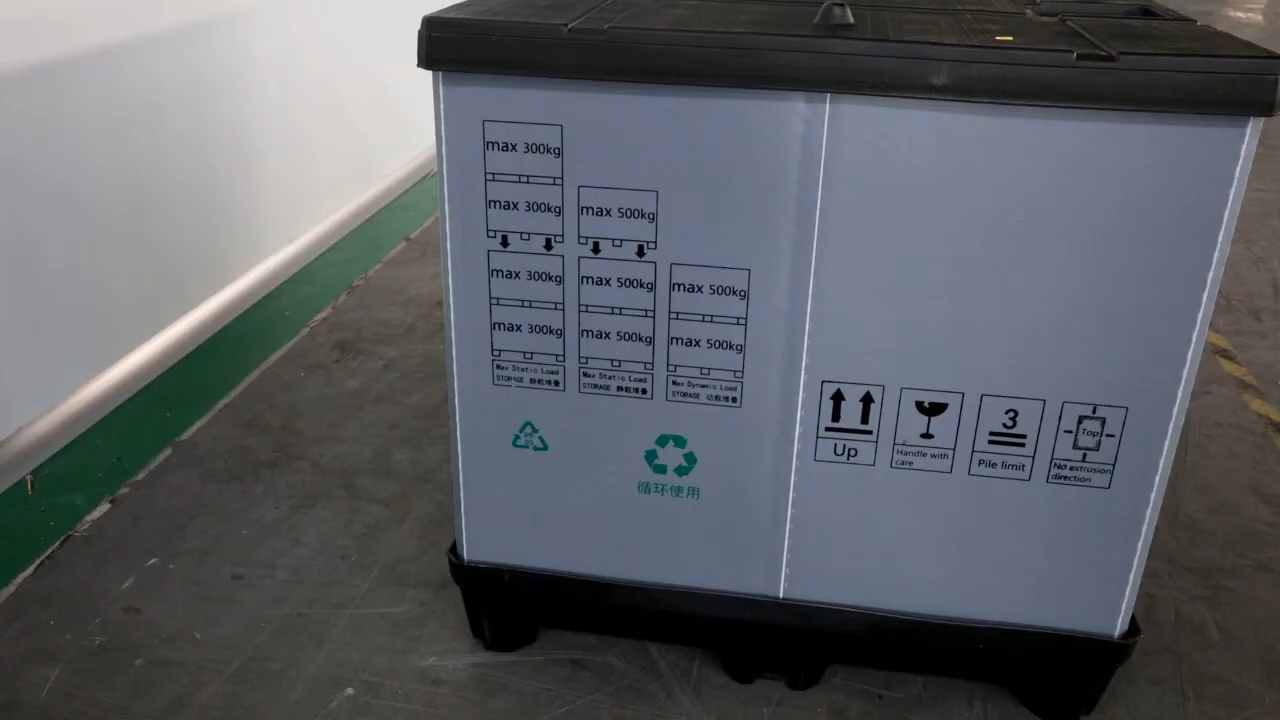 max 300kg
max 300kg
max 300kg
max 300kg
Max Static Load
STORAGE 静载堆叠
max 500kg
max 500kg
max 500kg
Max Static Load
STORAGE 静载堆叠
max 500kg
max 500kg
Max Dynamic Load
STORAGE 动载堆叠
PP
循环使用
Up
Handle with
care
3
Pile limit
Top
No extrusion
direction